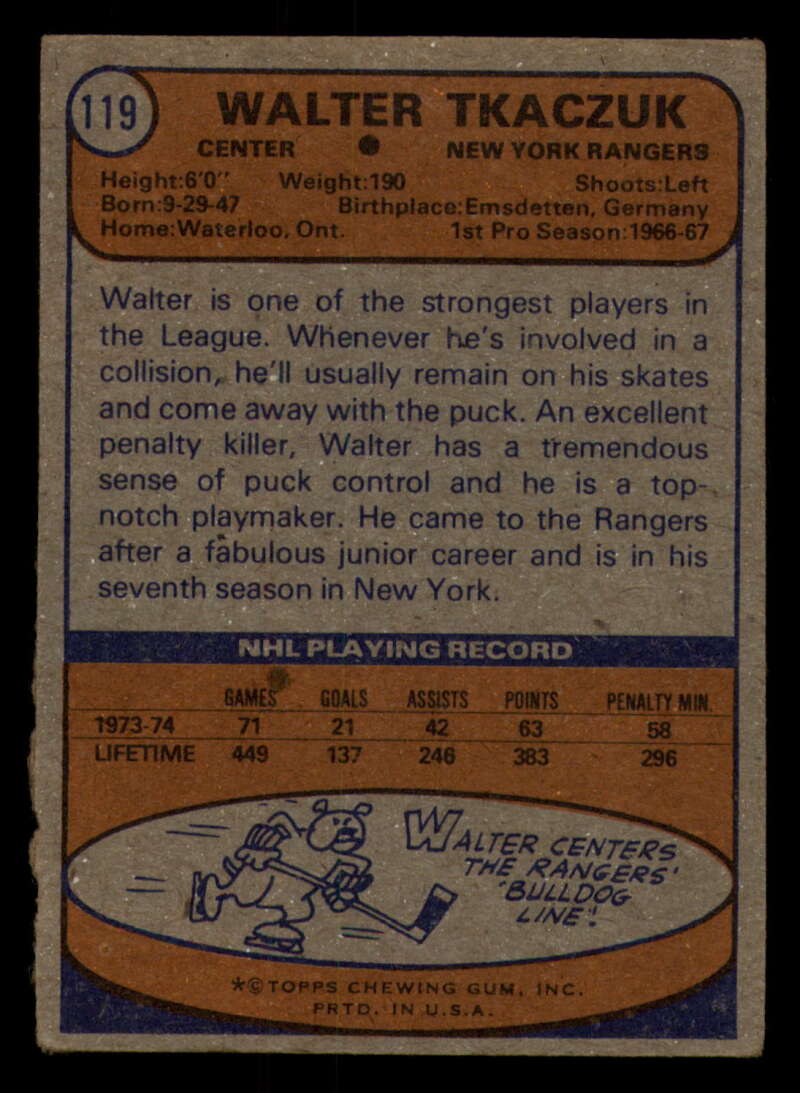 119
WALTER TKACZUK
CENTER ● NEW YORK RANGERS
Height:6'0" Weight:190 Shoots:Left
Born:9-29-47 Birthplace:Emsdetten, Germany
Home:Waterloo, Ont. 1st Pro Season:1966-67
Walter is one of the strongest players in
the League. Whenever he's involved in a
collision, he'll usually remain on his skates
and come away with the puck. An excellent
penalty killer, Walter has a tremendous
sense of puck control and he is a top-
notch playmaker. He came to the Rangers
after a fabulous junior career and is in his
seventh season in New York.
NHL PLAYING RECORD
GAMES GOALS ASSISTS POINTS PENALTY MIN.
1973-74 71 21 42 63 58
LIFETIME 449 137 246 383 296
WALTER CENTERS
THE RANGERS'
'BULLDOG
LINE'!
*©TOPPS CHEWING GUM, INC.
PRTD. IN U.S.A.